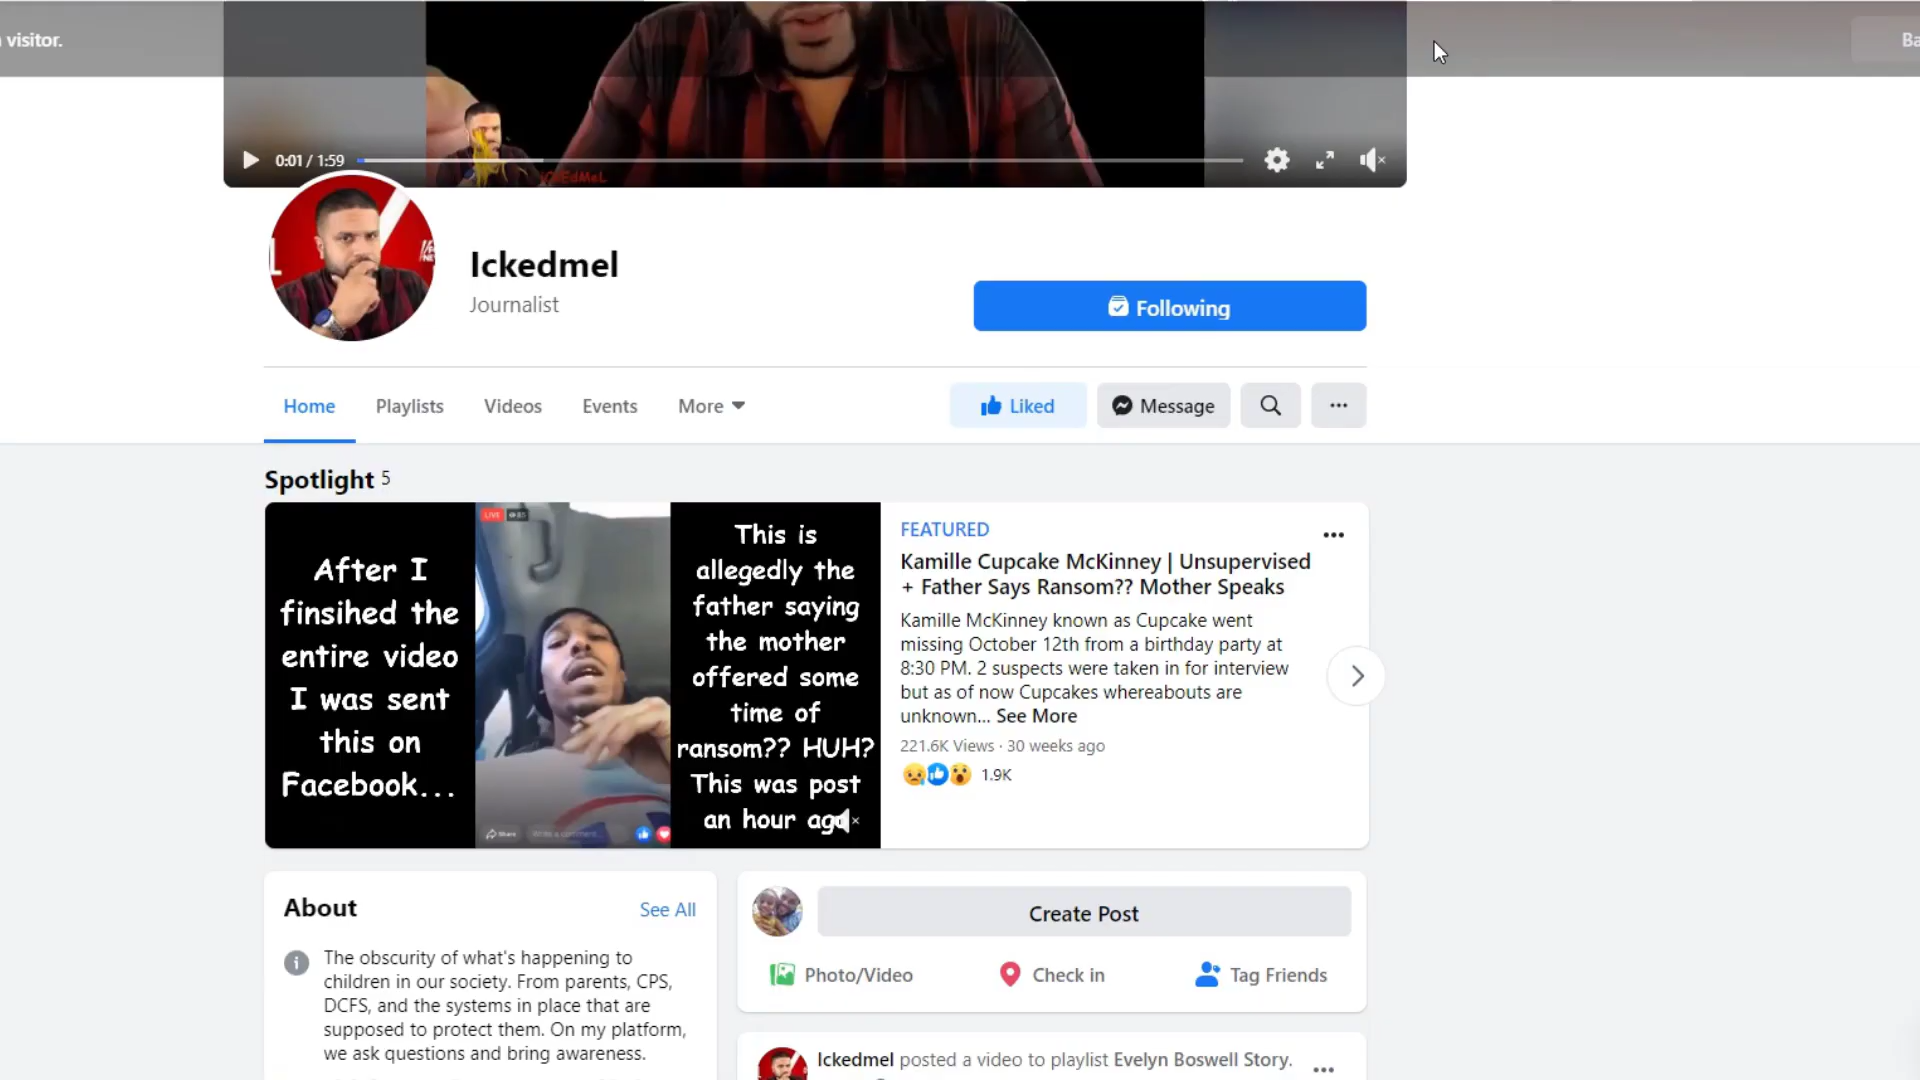 visitor.
Ba
0:01 / 1:59
Ickedmel
Journalist
Following
Home
Playlists
Videos
Events
More
Liked
Message
Spotlight 5
After I
finsihed the
entire video
I was sent
this on
Facebook...
LIVE
Share
Write a comment...
This is
allegedly the
father saying
the mother
offered some
time of
ransom?? HUH?
This was post
an hour ago
FEATURED
Kamille Cupcake McKinney | Unsupervised
+ Father Says Ransom?? Mother Speaks
Kamille McKinney known as Cupcake went
missing October 12th from a birthday party at
8:30 PM. 2 suspects were taken in for interview
but as of now Cupcakes whereabouts are
unknown... See More
221.6K Views · 30 weeks ago
1.9K
About
See All
The obscurity of what's happening to
children in our society. From parents, CPS,
DCFS, and the systems in place that are
supposed to protect them. On my platform,
we ask questions and bring awareness.
Create Post
Photo/Video
Check in
Tag Friends
Ickedmel posted a video to playlist Evelyn Boswell Story.